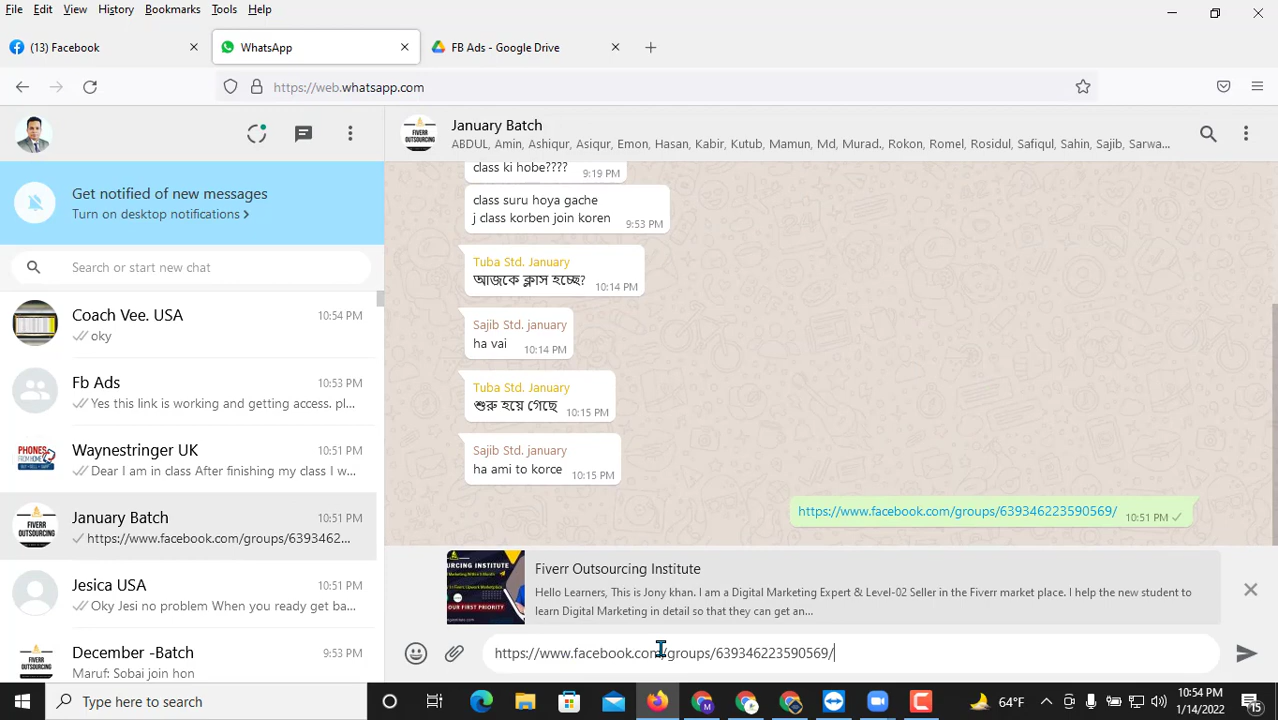 File Edit View History Bookmarks Tools Help
(13) Facebook
WhatsApp
FB Ads - Google Drive
https://web.whatsapp.com
FIVERR
OUTSOURCING
January Batch
ABDUL, Amin, Ashiqur, Asiqur, Emon, Hasan, Kabir, Kutub, Mamun, Md, Murad., Rokon, Romel, Rosidul, Safiqul, Sahin, Sajib, Sarwa...
Get notified of new messages
Turn on desktop notifications >
Search or start new chat
Coach Vee. USA 10:54 PM
oky
Fb Ads 10:53 PM
Yes this link is working and getting access. pl...
PHONES
Waynestringer UK 10:51 PM
Dear I am in class After finishing my class I w...
FIVERR
OUTSOURCING
January Batch 10:51 PM
https://www.facebook.com/groups/6393462...
Jesica USA 10:51 PM
Oky Jesi no problem When you ready get ba...
FIVERR
December -Batch 9:53 PM
Maruf: Sobai join hon
class ki hobe???? 9:19 PM
class suru hoya gache
j class korben join koren 9:53 PM
Tuba Std. January
আজকে ক্লাস হচ্ছে? 10:14 PM
Sajib Std. january
ha vai 10:14 PM
Tuba Std. January
শুরু হয়ে গেছে 10:15 PM
Sajib Std. january
ha ami to korce 10:15 PM
https://www.facebook.com/groups/639346223590569/ 10:51 PM
URCING INSTITUTE
OUR FIRST PRIORITY
Fiverr Outsourcing Institute
Hello Learners, This is Jony khan. I am a Digital Marketing Expert & Level-02 Seller in the Fiverr market place. I help the new student to
learn Digital Marketing in detail so that they can get an...
https://www.facebook.com/groups/639346223590569/
Type here to search
64°F
10:54 PM
1/14/2022
15